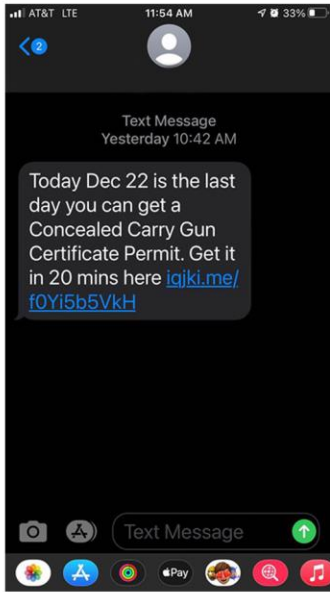 AT&T LTE 11:54 AM 33%
2
Text Message
Yesterday 10:42 AM
Today Dec 22 is the last
day you can get a
Concealed Carry Gun
Certificate Permit. Get it
in 20 mins here iqjki.me/
f0Yi5b5VkH
Text Message
Pay